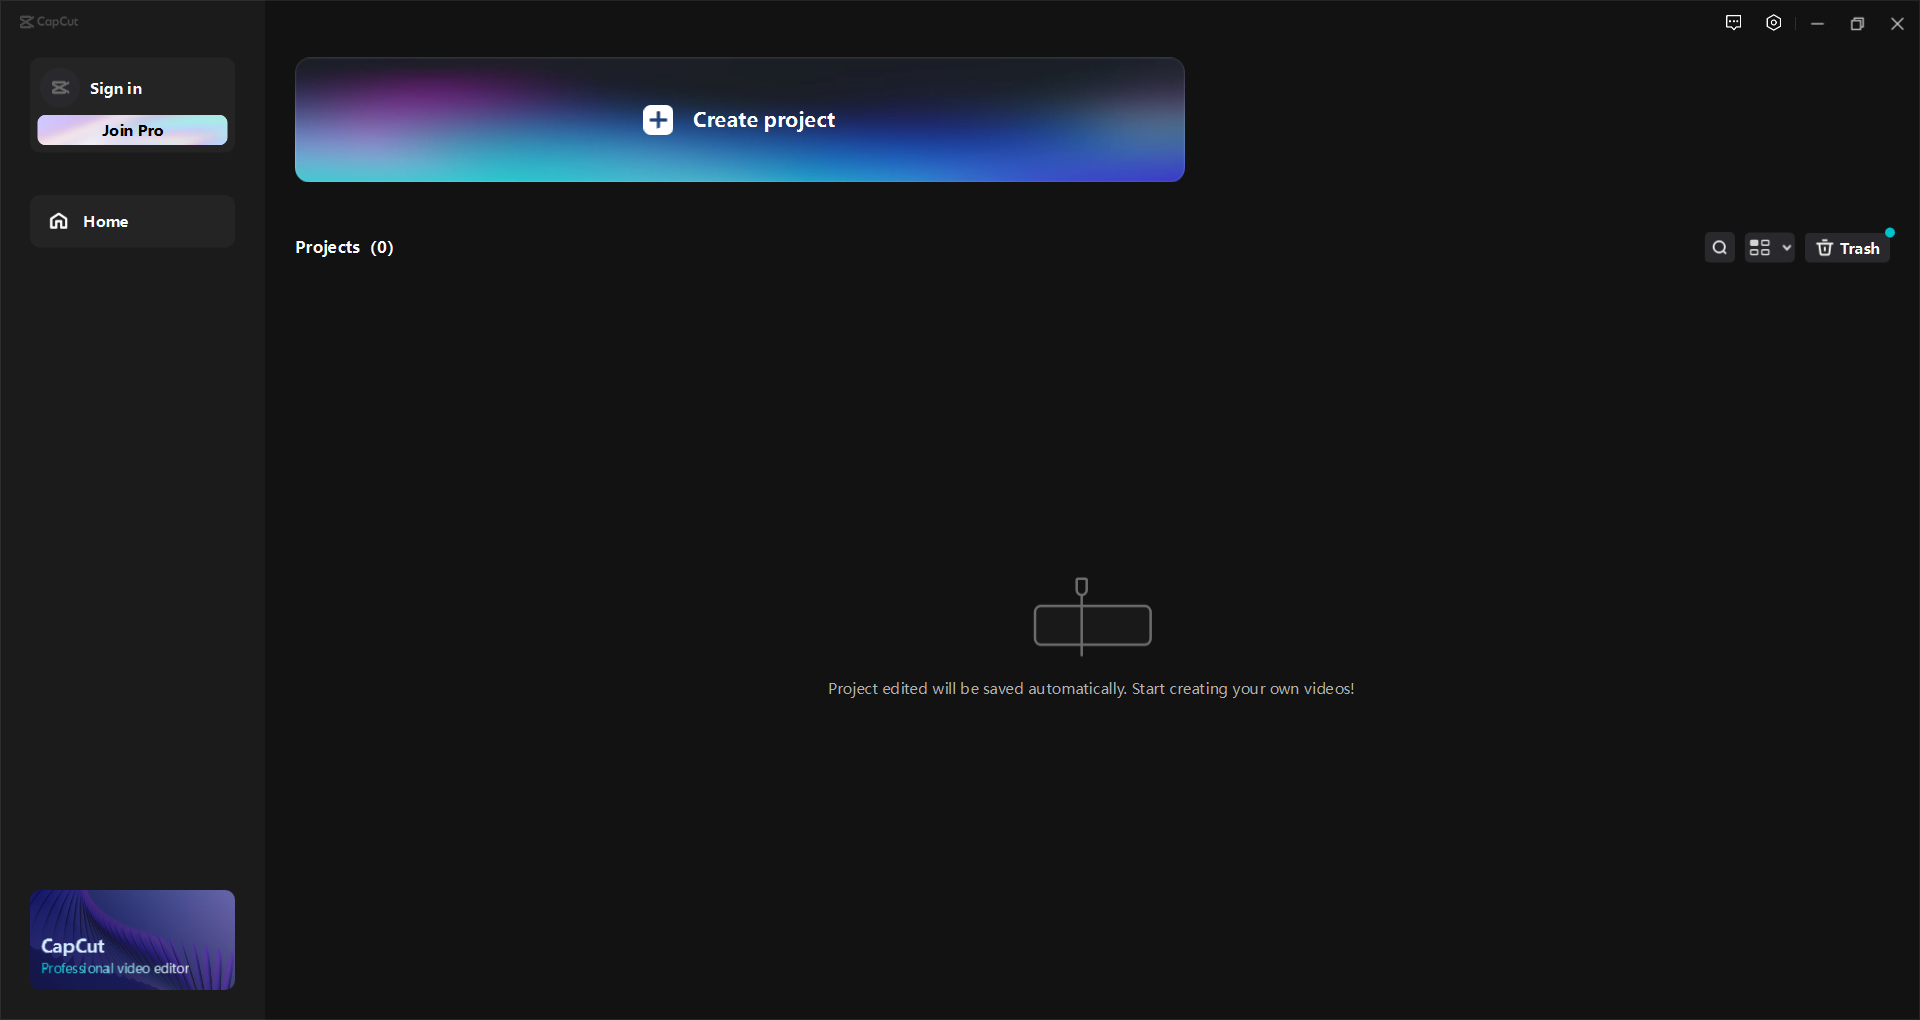 CapCut
Sign in
Join Pro
Home
Create project
Projects (0)
Trash
Project edited will be saved automatically. Start creating your own videos!
CapCut
Professional video editor